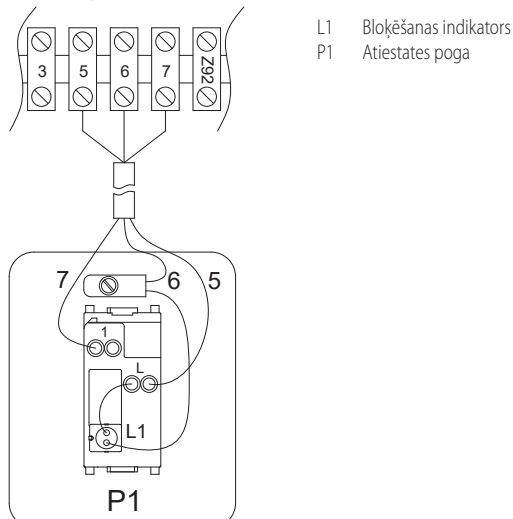 3 5 6 7 Z92
L1 Bloķēšanas indikators
P1 Atiestates poga
7 6 5
1
L
L1
P1